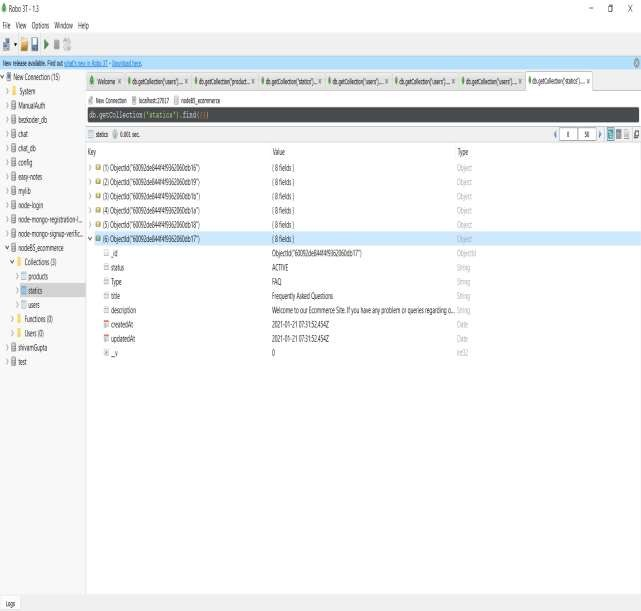 Robo 3T - 1.3
File View Options Window Help
New release available. Find out what's new in Robo 3T - Download here.
New Connection (15)
System
ManualAuth
bezkoder_db
chat
chat_db
config
easy-notes
mylib
node-login
node-mongo-registration-l...
node-mongo-signup-verific...
node85_ecommerce
Collections (3)
products
statics
users
Functions (0)
Users (0)
shivamGupta
test
Welcome db.getCollection('users').... db.getCollection('product... db.getCollection('statics')... db.getCollection('users').... db.getCollection('users').... db.getCollection('users').... db.getCollection('statics')....
New Connection localhost:27017 node85_ecommerce
db.getCollection('statics').find({})
statics 0.001 sec. 0 50
Key Value Type
(1) ObjectId("60092de844f4f9362060db16") { 8 fields } Object
(2) ObjectId("60092de844f4f9362060db19") { 8 fields } Object
(3) ObjectId("60092de844f4f9362060db1b") { 8 fields } Object
(4) ObjectId("60092de844f4f9362060db1a") { 8 fields } Object
(5) ObjectId("60092de844f4f9362060db18") { 8 fields } Object
(6) ObjectId("60092de844f4f9362060db17") { 8 fields } Object
_id ObjectId("60092de844f4f9362060db17") ObjectId
status ACTIVE String
Type FAQ String
title Frequently Asked Questions String
description Welcome to our Ecommerce Site. If you have any problem or queries regarding o... String
createdAt 2021-01-21 07:31:52.454Z Date
updatedAt 2021-01-21 07:31:52.454Z Date
__v 0 Int32
Logs